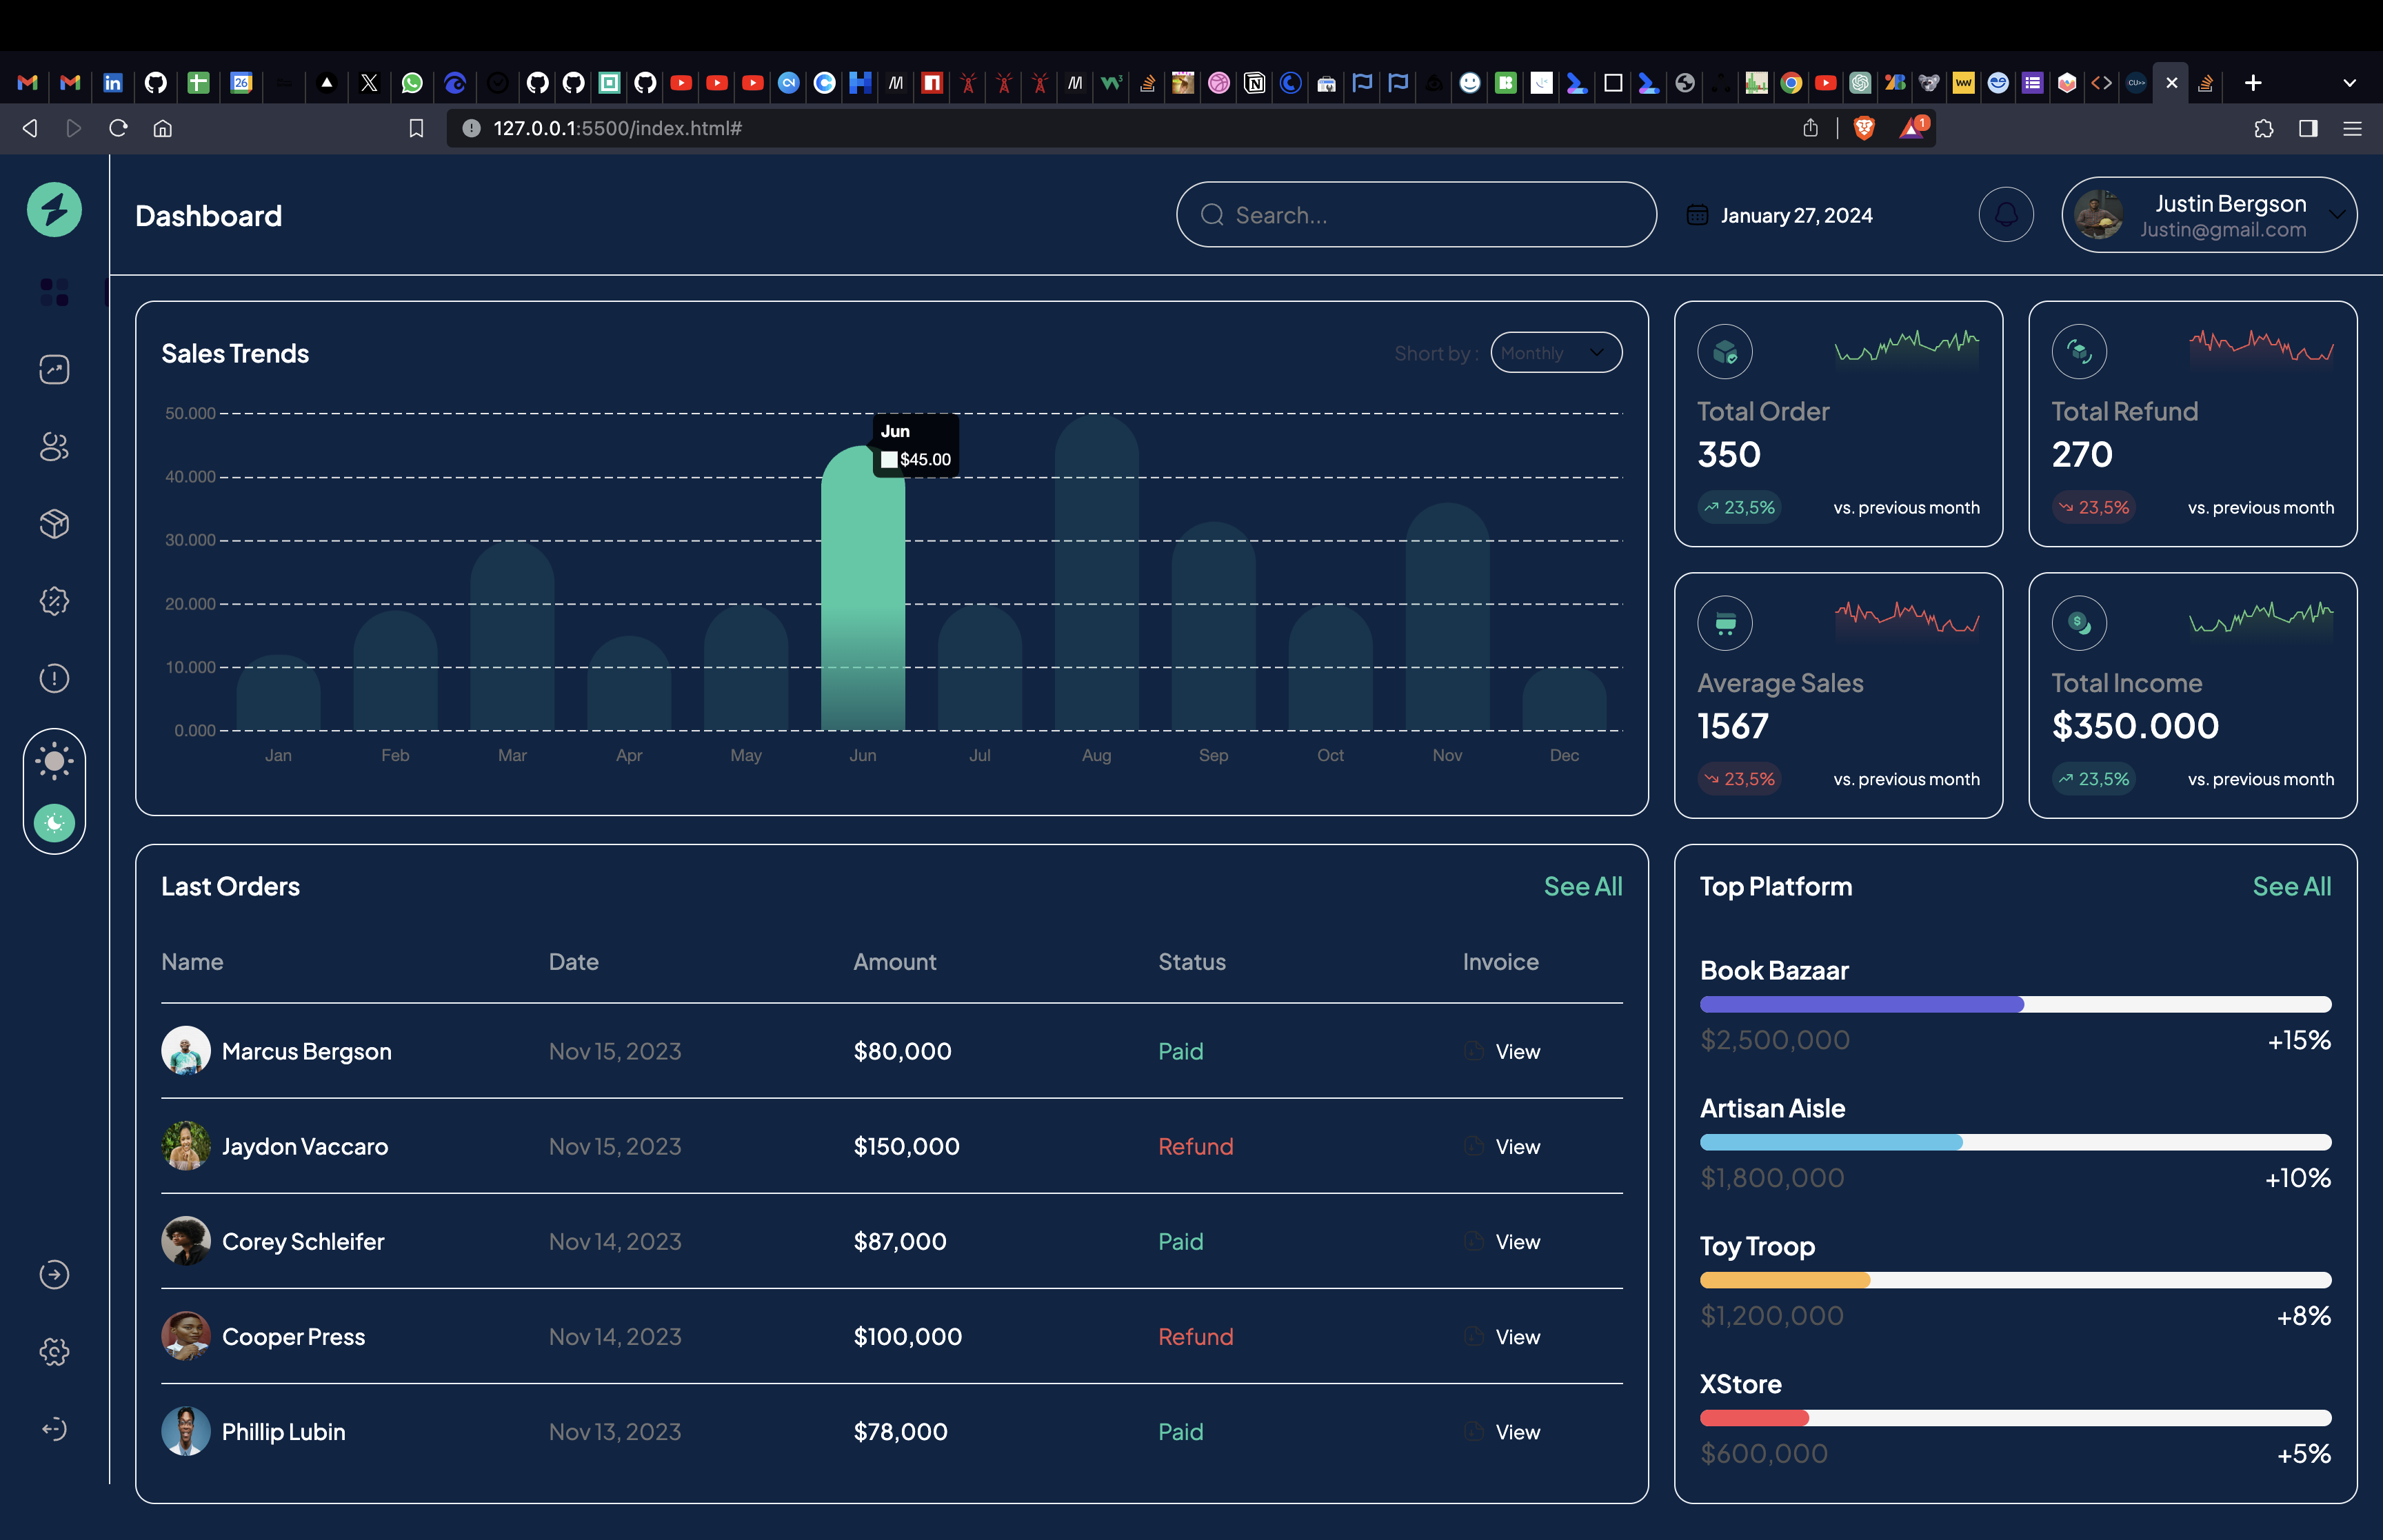 127.0.0.1:5500/index.html#
1
26
Dashboard
Search...
January 27, 2024
Justin Bergson
Justin@gmail.com
Sales Trends
Short by :
Monthly
50.000
40.000
30.000
20.000
10.000
0.000
Jun
$45.00
Jan Feb Mar Apr May Jun Jul Aug Sep Oct Nov Dec
Total Order
350
23,5% vs. previous month
Total Refund
270
23,5% vs. previous month
Average Sales
1567
23,5% vs. previous month
Total Income
$350.000
23,5% vs. previous month
Last Orders See All
Name Date Amount Status Invoice
Marcus Bergson Nov 15, 2023 $80,000 Paid View
Jaydon Vaccaro Nov 15, 2023 $150,000 Refund View
Corey Schleifer Nov 14, 2023 $87,000 Paid View
Cooper Press Nov 14, 2023 $100,000 Refund View
Phillip Lubin Nov 13, 2023 $78,000 Paid View
Top Platform See All
Book Bazaar
$2,500,000 +15%
Artisan Aisle
$1,800,000 +10%
Toy Troop
$1,200,000 +8%
XStore
$600,000 +5%